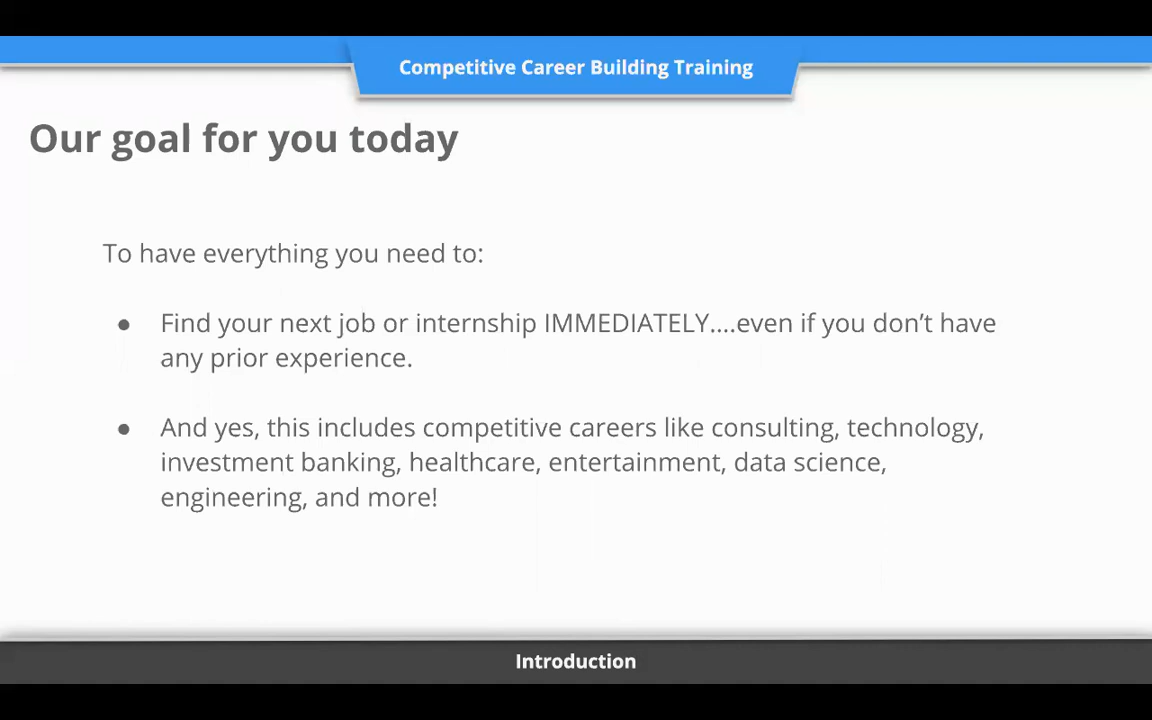 Competitive Career Building Training
Our goal for you today
To have everything you need to:
● Find your next job or internship IMMEDIATELY....even if you don’t have
any prior experience.
● And yes, this includes competitive careers like consulting, technology,
investment banking, healthcare, entertainment, data science,
engineering, and more!
Introduction